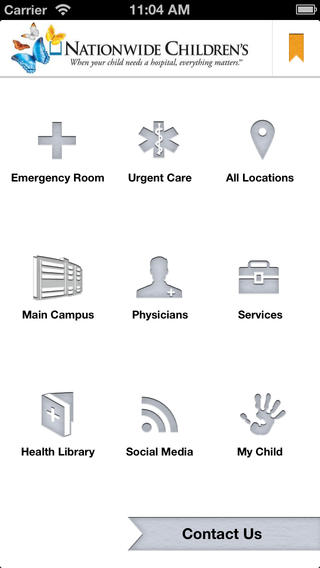 Carrier 11:04 AM
NATIONWIDE CHILDREN'S
When your child needs a hospital, everything matters.™
Emergency Room Urgent Care All Locations
Main Campus Physicians Services
Health Library Social Media My Child
Contact Us